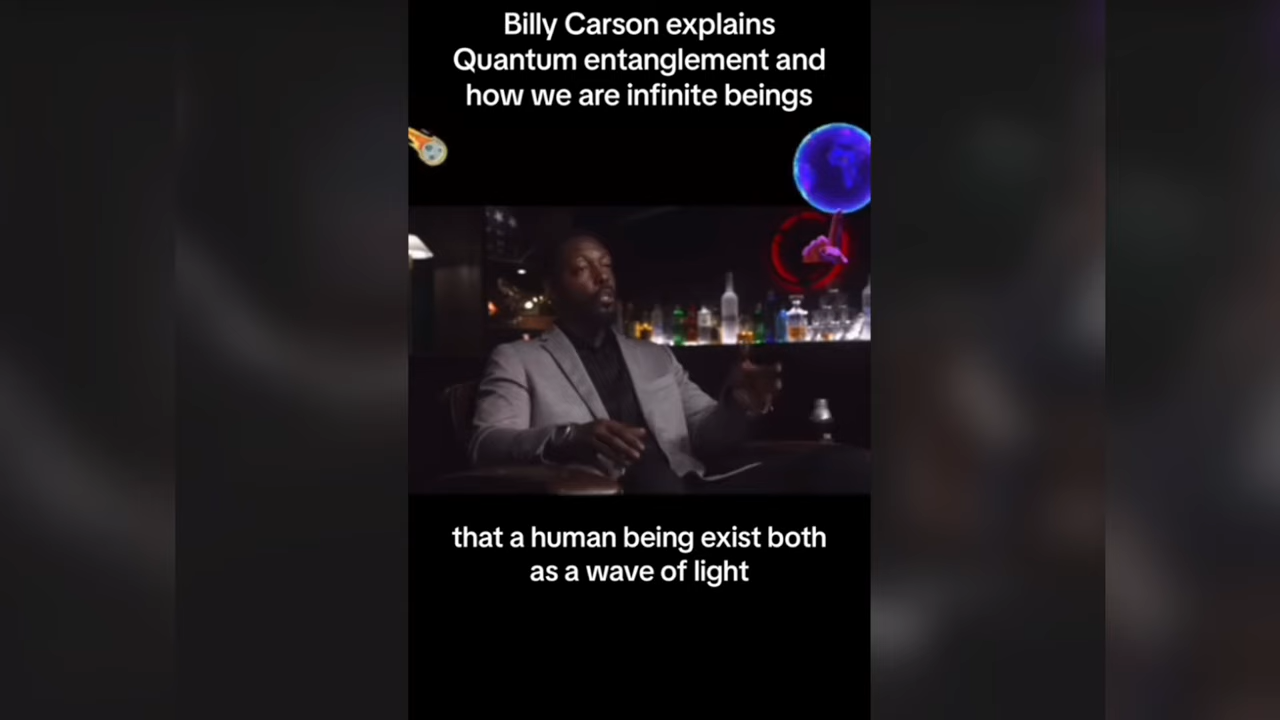 Billy Carson explains
Quantum entanglement and
how we are infinite beings
that a human being exist both
as a wave of light